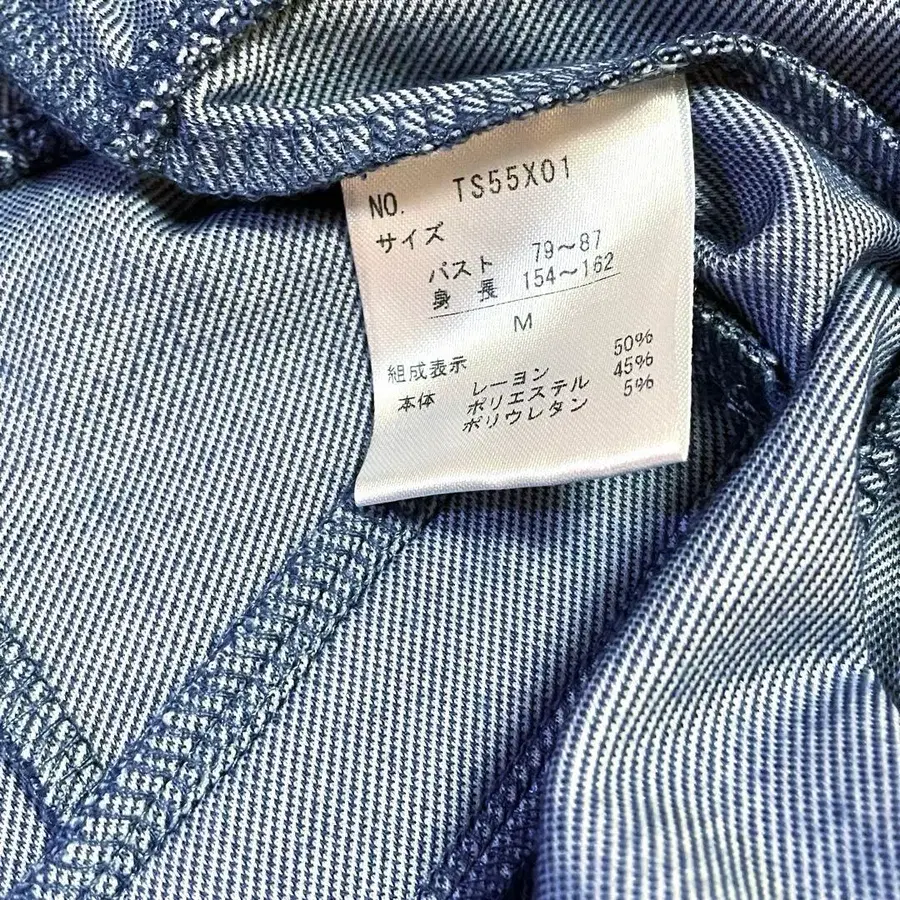 NO. TS55X01
サイズ
バスト 79～87
身長 154～162
M
組成表示
本体 レーヨン 50%
ポリエステル 45%
ポリウレタン 5%